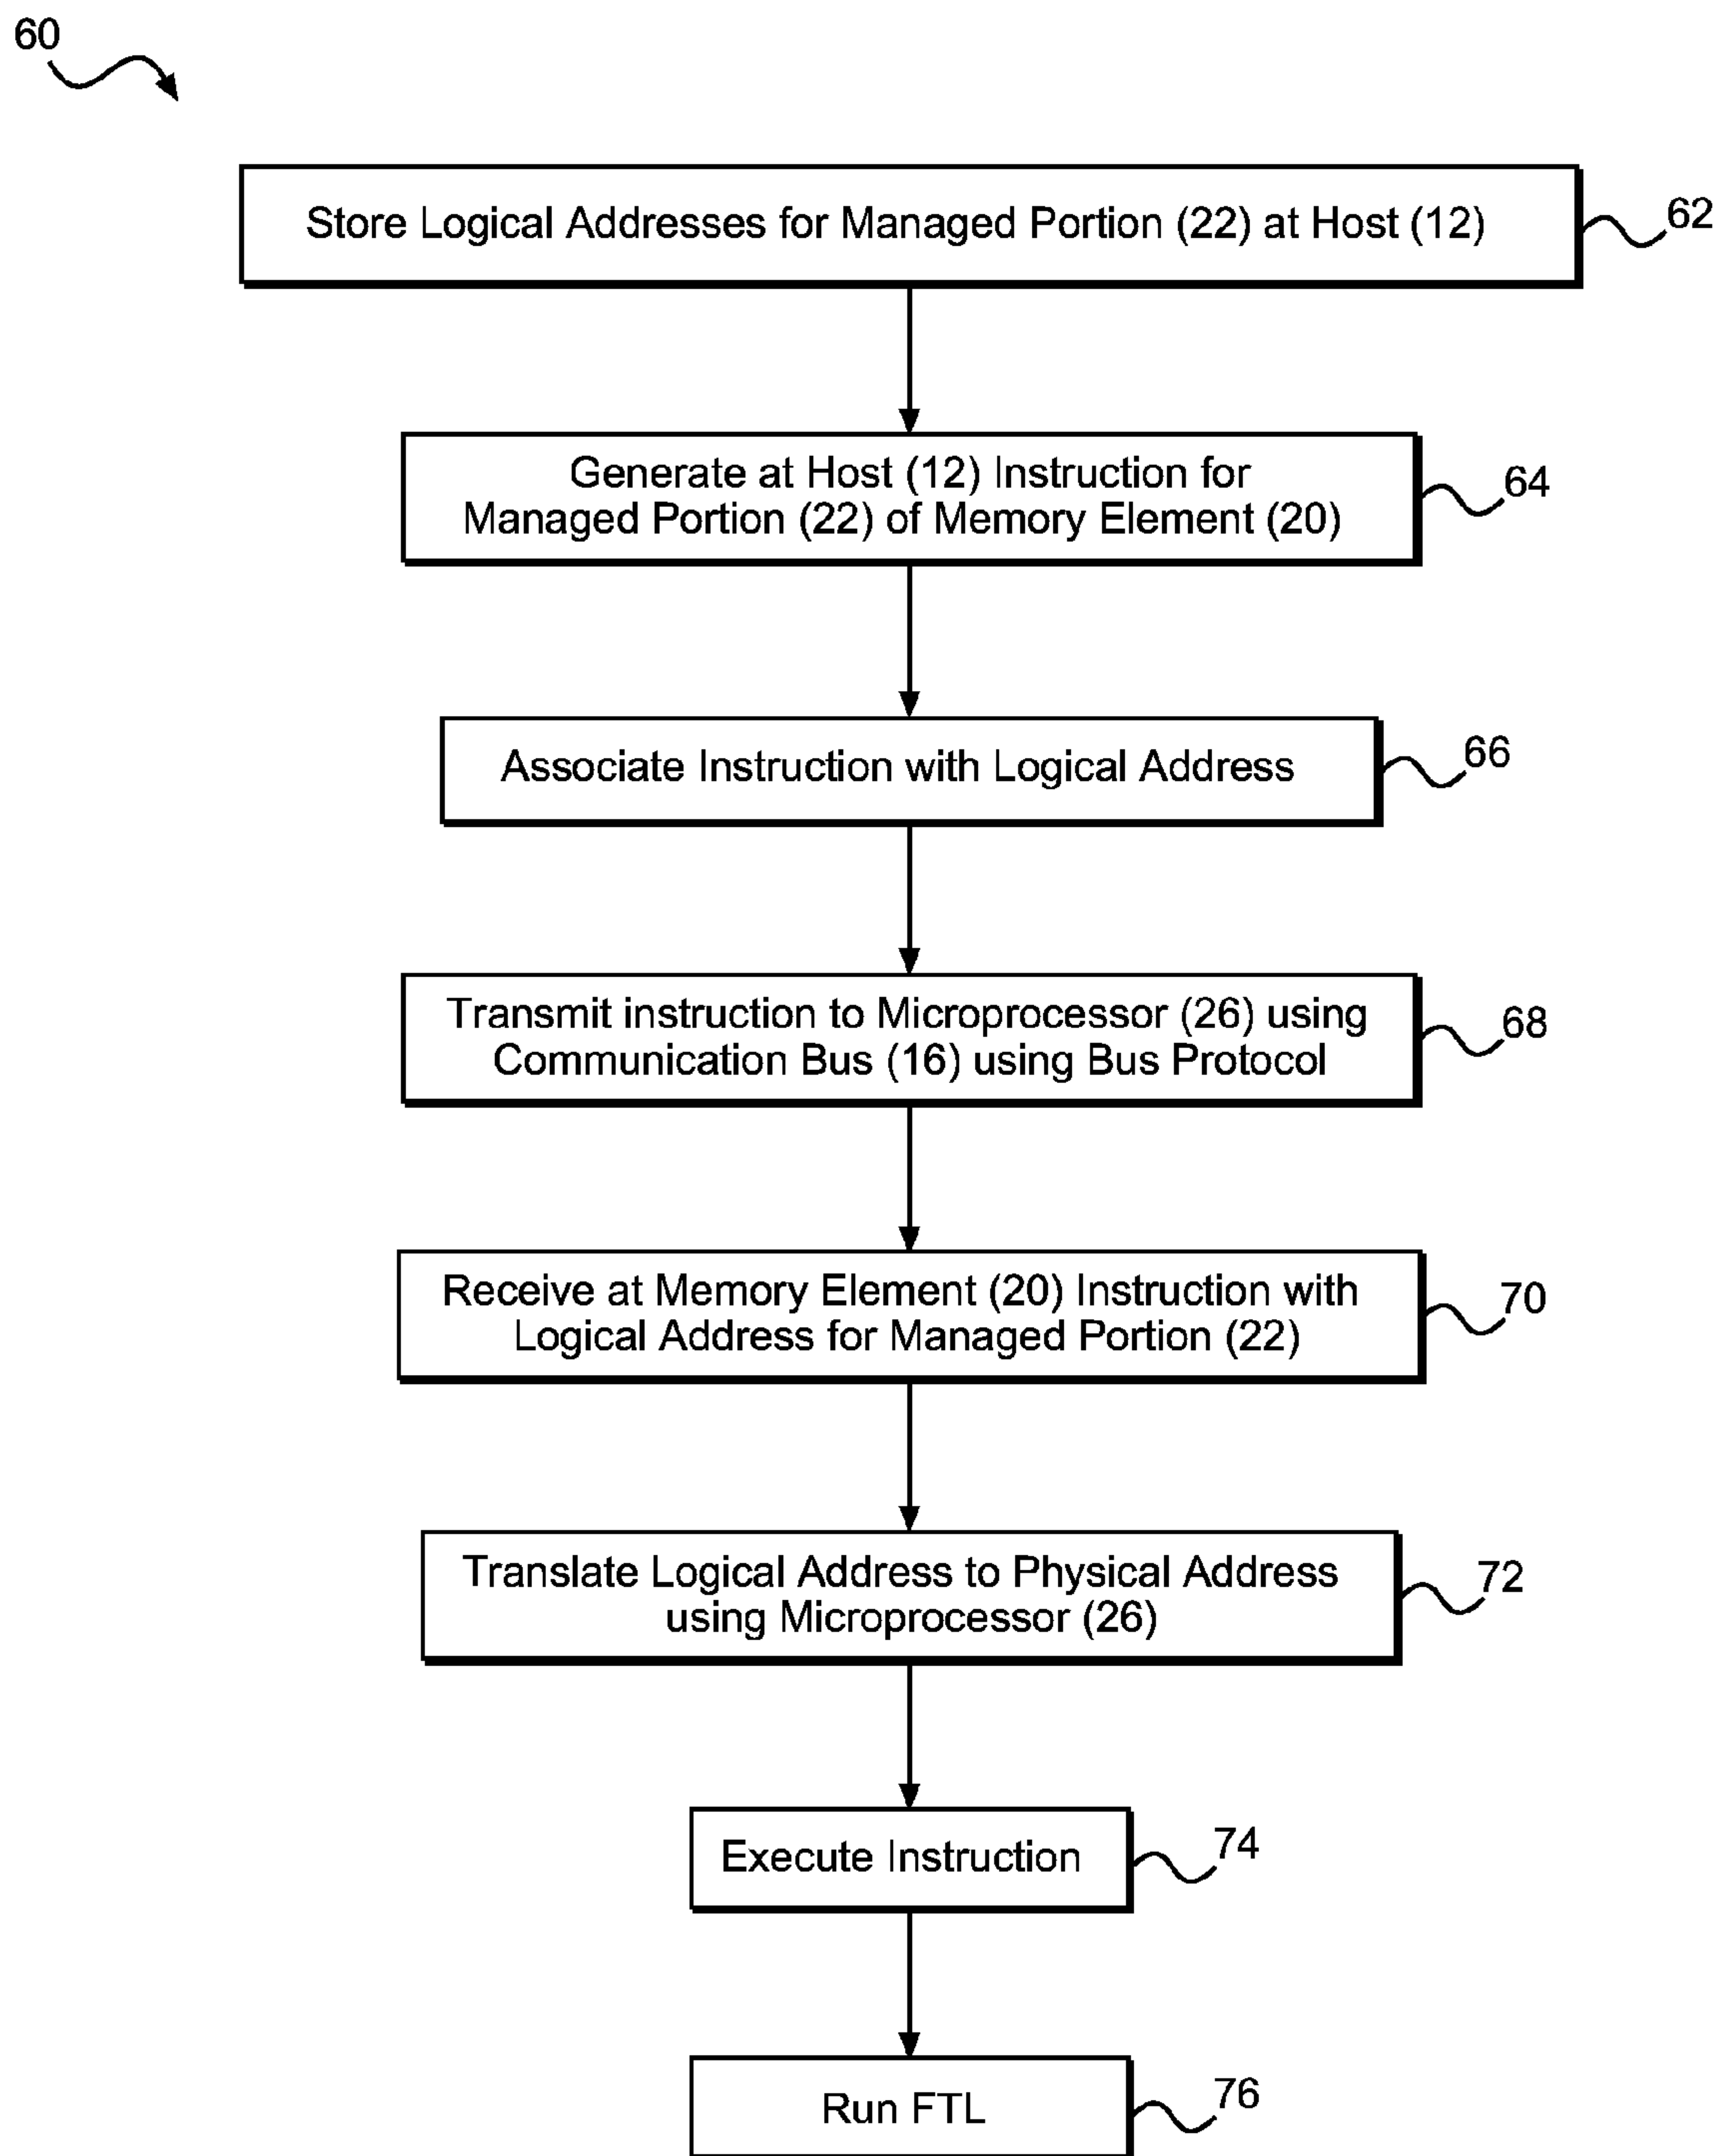 60
Store Logical Addresses for Managed Portion (22) at Host (12)
62
Generate at Host (12) Instruction for
Managed Portion (22) of Memory Element (20)
64
Associate Instruction with Logical Address
66
Transmit instruction to Microprocessor (26) using
Communication Bus (16) using Bus Protocol
68
Receive at Memory Element (20) Instruction with
Logical Address for Managed Portion (22)
70
Translate Logical Address to Physical Address
using Microprocessor (26)
72
Execute Instruction
74
Run FTL
76